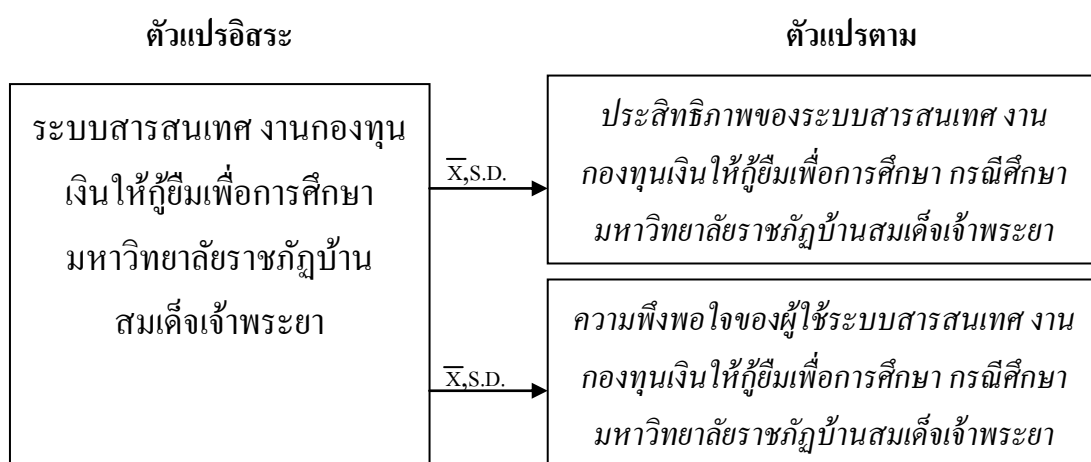 ตัวแปรอิสระ
ตัวแปรตาม
ระบบสารสนเทศ งานกองทุน
เงินให้กู้ยืมเพื่อการศึกษา
มหาวิทยาลัยราชภัฏบ้าน
สมเด็จเจ้าพระยา
X̅,S.D.
ประสิทธิภาพของระบบสารสนเทศ งาน
กองทุนเงินให้กู้ยืมเพื่อการศึกษา กรณีศึกษา
มหาวิทยาลัยราชภัฏบ้านสมเด็จเจ้าพระยา
X̅,S.D.
ความพึงพอใจของผู้ใช้ระบบสารสนเทศ งาน
กองทุนเงินให้กู้ยืมเพื่อการศึกษา กรณีศึกษา
มหาวิทยาลัยราชภัฏบ้านสมเด็จเจ้าพระยา